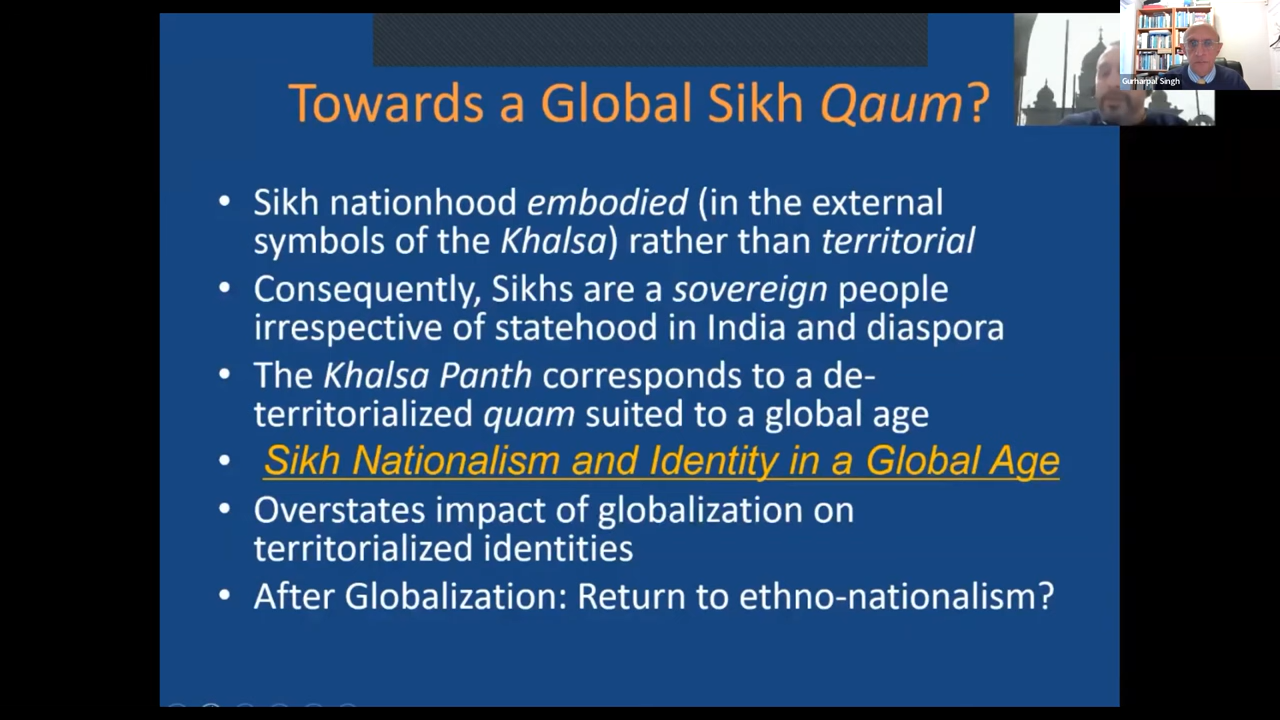 Gurharpal Singh
Towards a Global Sikh Qaum?
• Sikh nationhood embodied (in the external
symbols of the Khalsa) rather than territorial
• Consequently, Sikhs are a sovereign people
irrespective of statehood in India and diaspora
• The Khalsa Panth corresponds to a de-
territorialized quam suited to a global age
• Sikh Nationalism and Identity in a Global Age
• Overstates impact of globalization on
territorialized identities
• After Globalization: Return to ethno-nationalism?